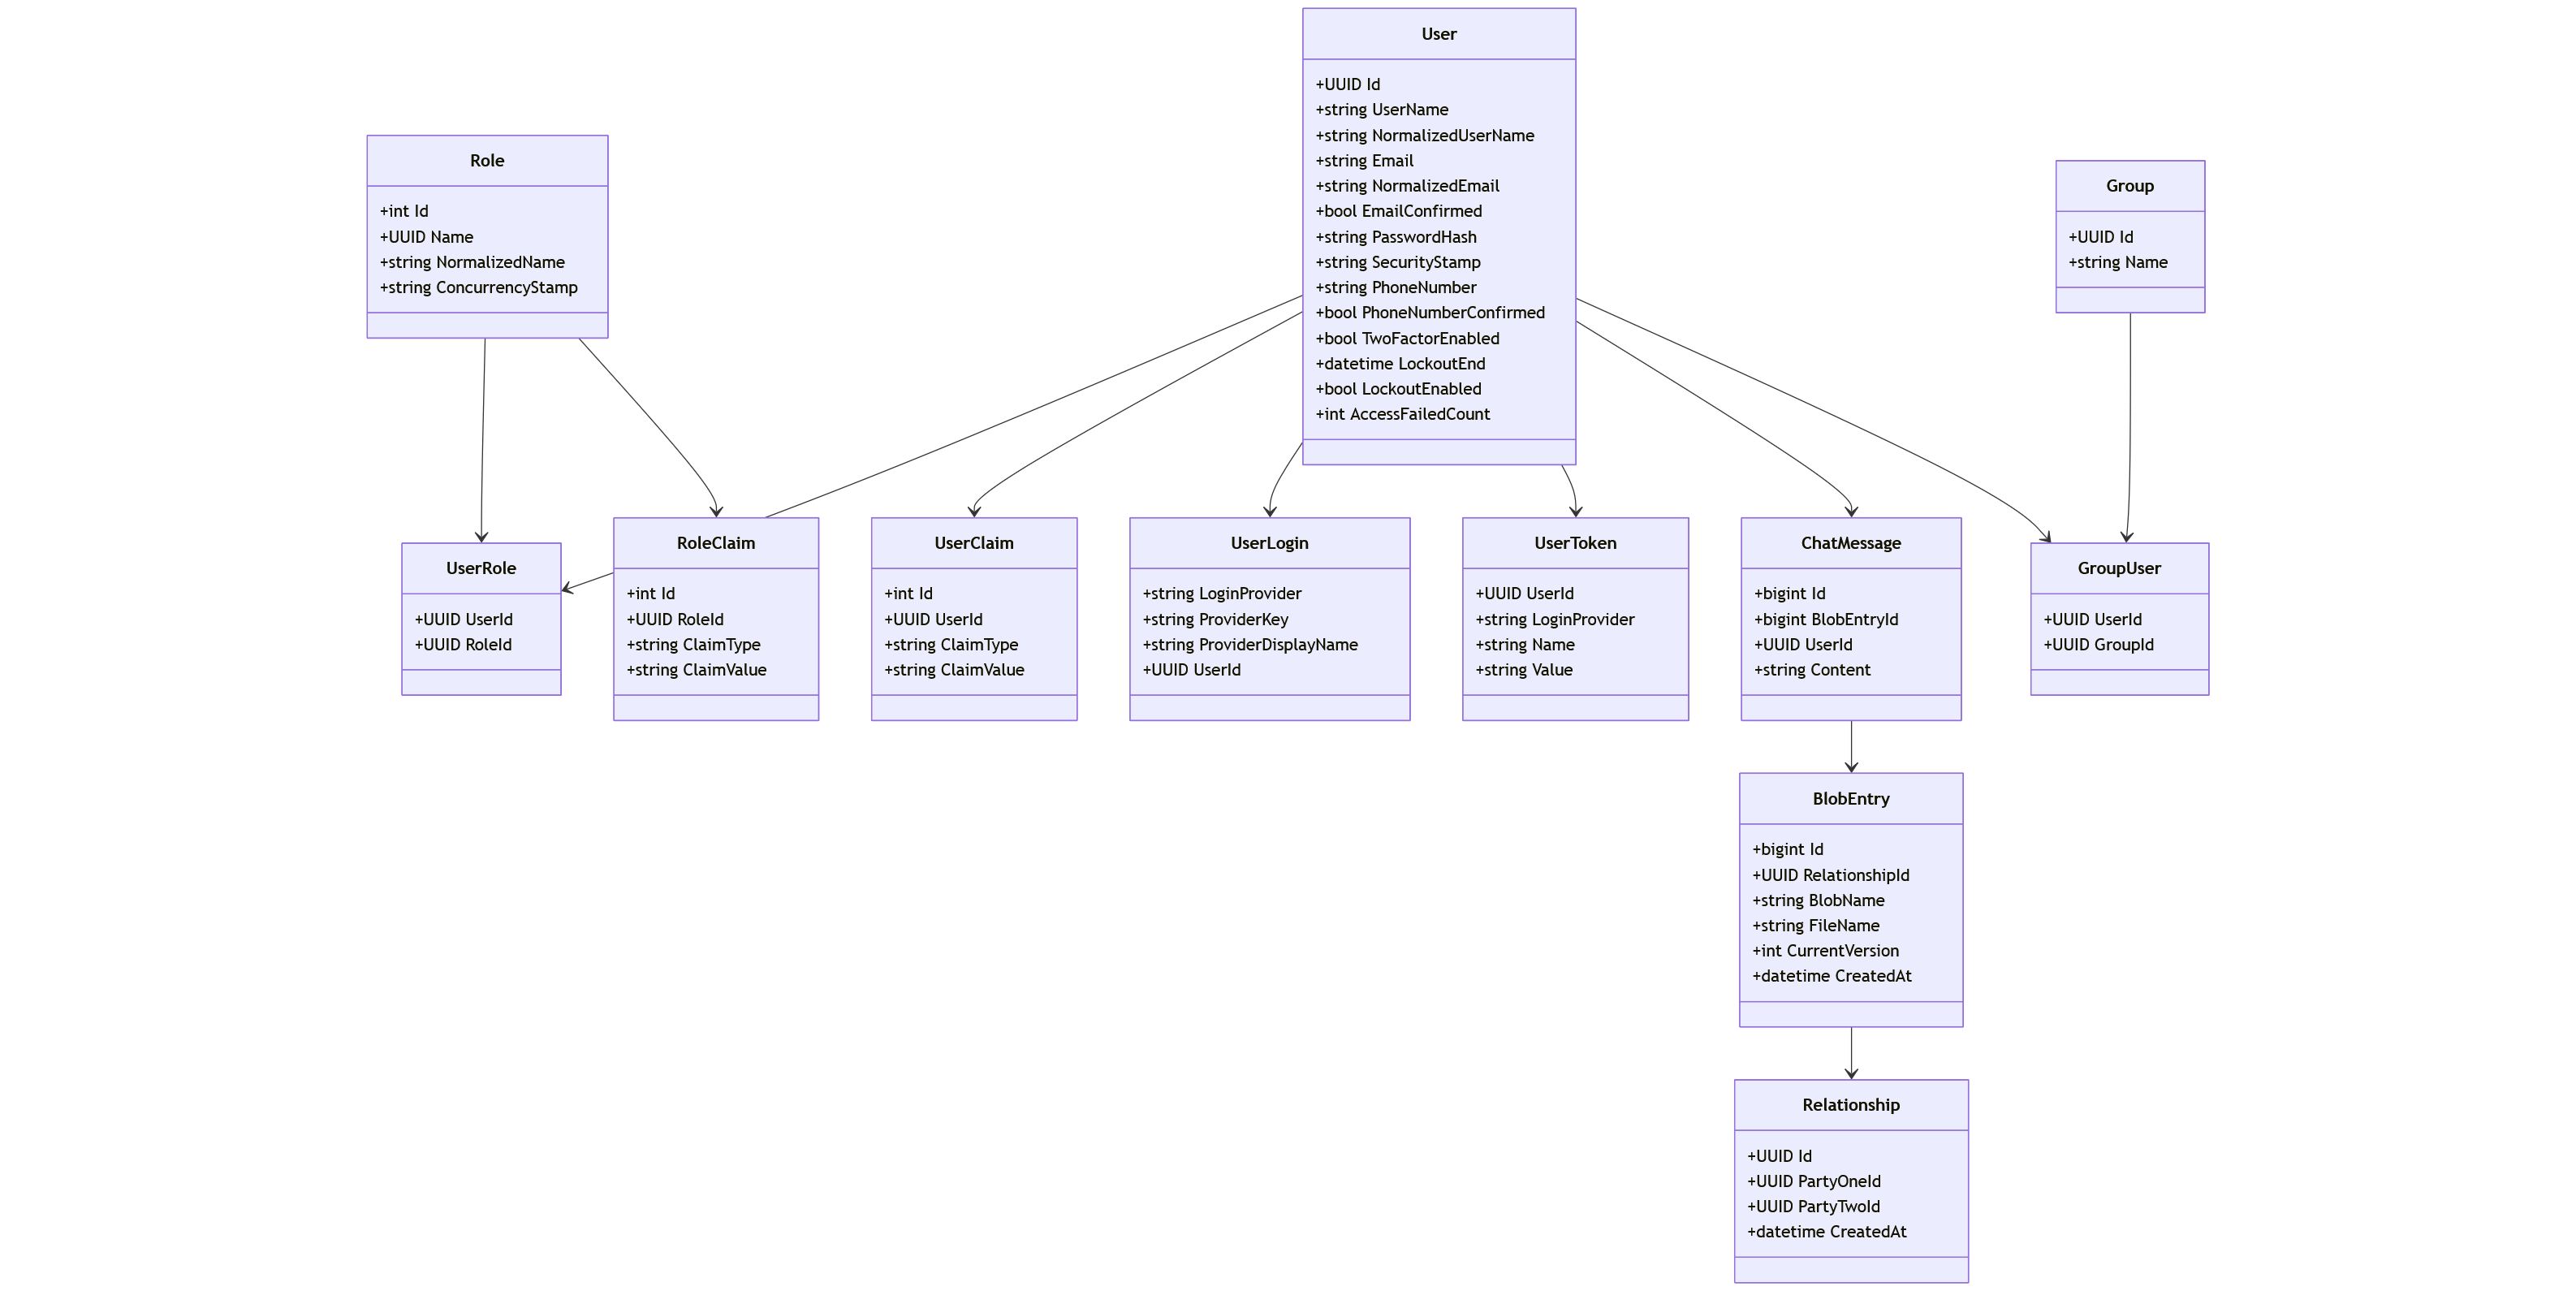 User
+UUID Id
+string UserName
+string NormalizedUserName
+string Email
+string NormalizedEmail
+bool EmailConfirmed
+string PasswordHash
+string SecurityStamp
+string PhoneNumber
+bool PhoneNumberConfirmed
+bool TwoFactorEnabled
+datetime LockoutEnd
+bool LockoutEnabled
+int AccessFailedCount
Role
+int Id
+UUID Name
+string NormalizedName
+string ConcurrencyStamp
Group
+UUID Id
+string Name
UserRole
+UUID UserId
+UUID RoleId
RoleClaim
+int Id
+UUID RoleId
+string ClaimType
+string ClaimValue
UserClaim
+int Id
+UUID UserId
+string ClaimType
+string ClaimValue
UserLogin
+string LoginProvider
+string ProviderKey
+string ProviderDisplayName
+UUID UserId
UserToken
+UUID UserId
+string LoginProvider
+string Name
+string Value
ChatMessage
+bigint Id
+bigint BlobEntryId
+UUID UserId
+string Content
GroupUser
+UUID UserId
+UUID GroupId
BlobEntry
+bigint Id
+UUID RelationshipId
+string BlobName
+string FileName
+int CurrentVersion
+datetime CreatedAt
Relationship
+UUID Id
+UUID PartyOneId
+UUID PartyTwoId
+datetime CreatedAt